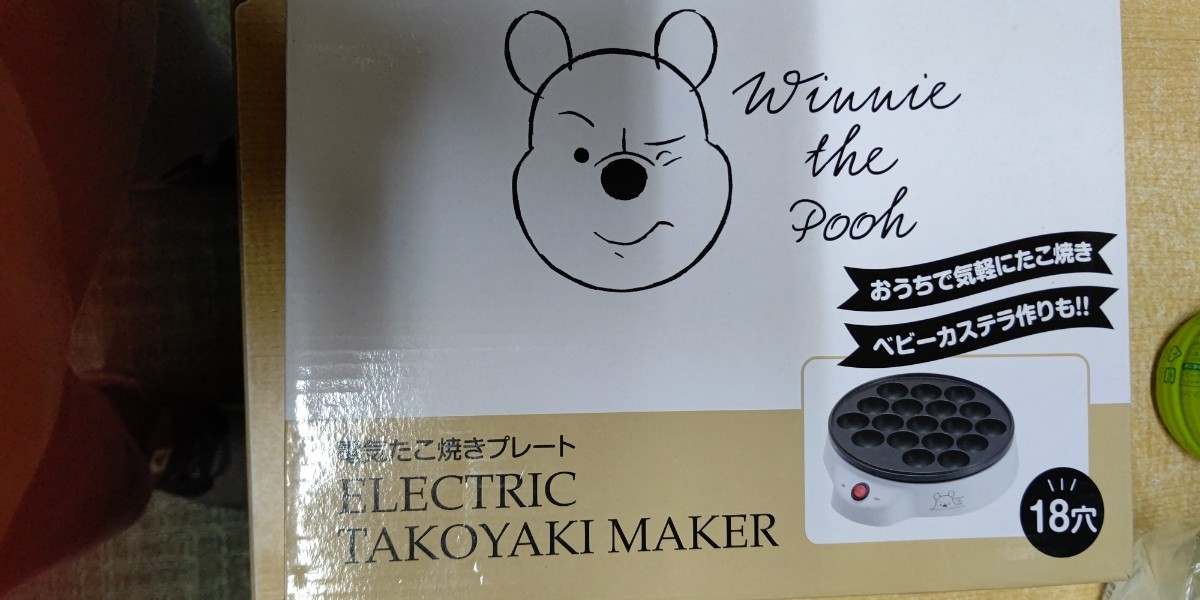 Winnie
the
Pooh
おうちで気軽にたこ焼き
ベビーカステラ作りも!!
電気たこ焼きプレート
ELECTRIC
TAKOYAKI MAKER
18穴